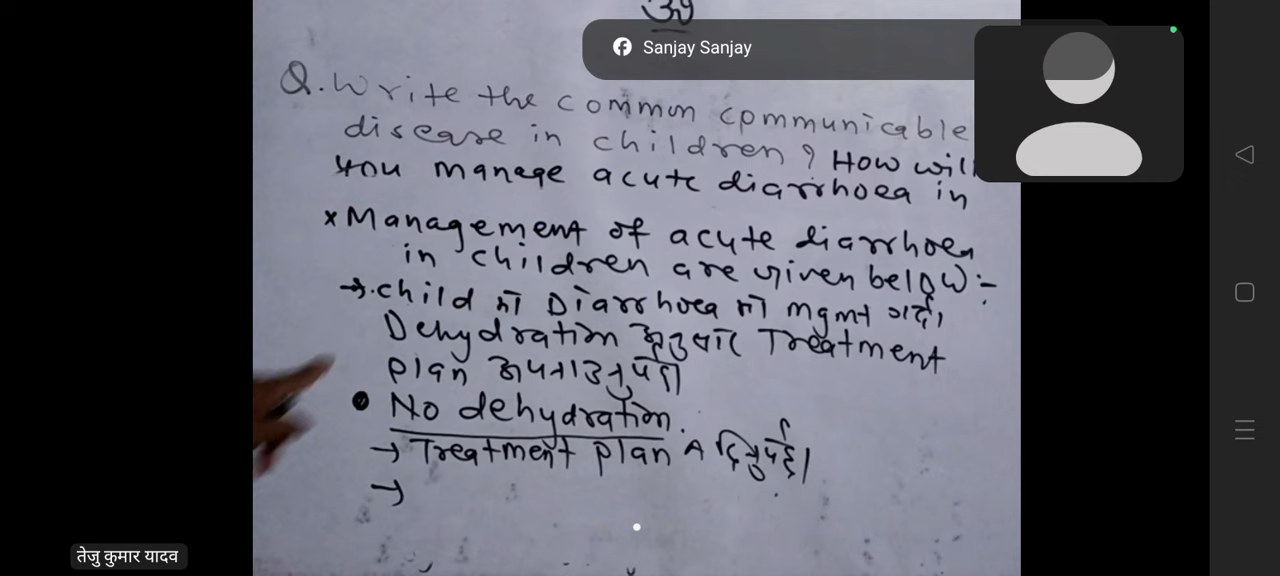 Sanjay Sanjay
Q. Write the common communicable
disease in children? How will
you manage acute diarrhoea in
* Management of acute diarrhoea
in children are given below :-
→ child मा Diarrhoea को mgmt गर्दा
Dehydration अनुसार Treatment
plan अपनाउनुपर्छ।
No dehydration.
→ Treatment plan A दिनुपर्छ।
→
तेजु कुमार यादव